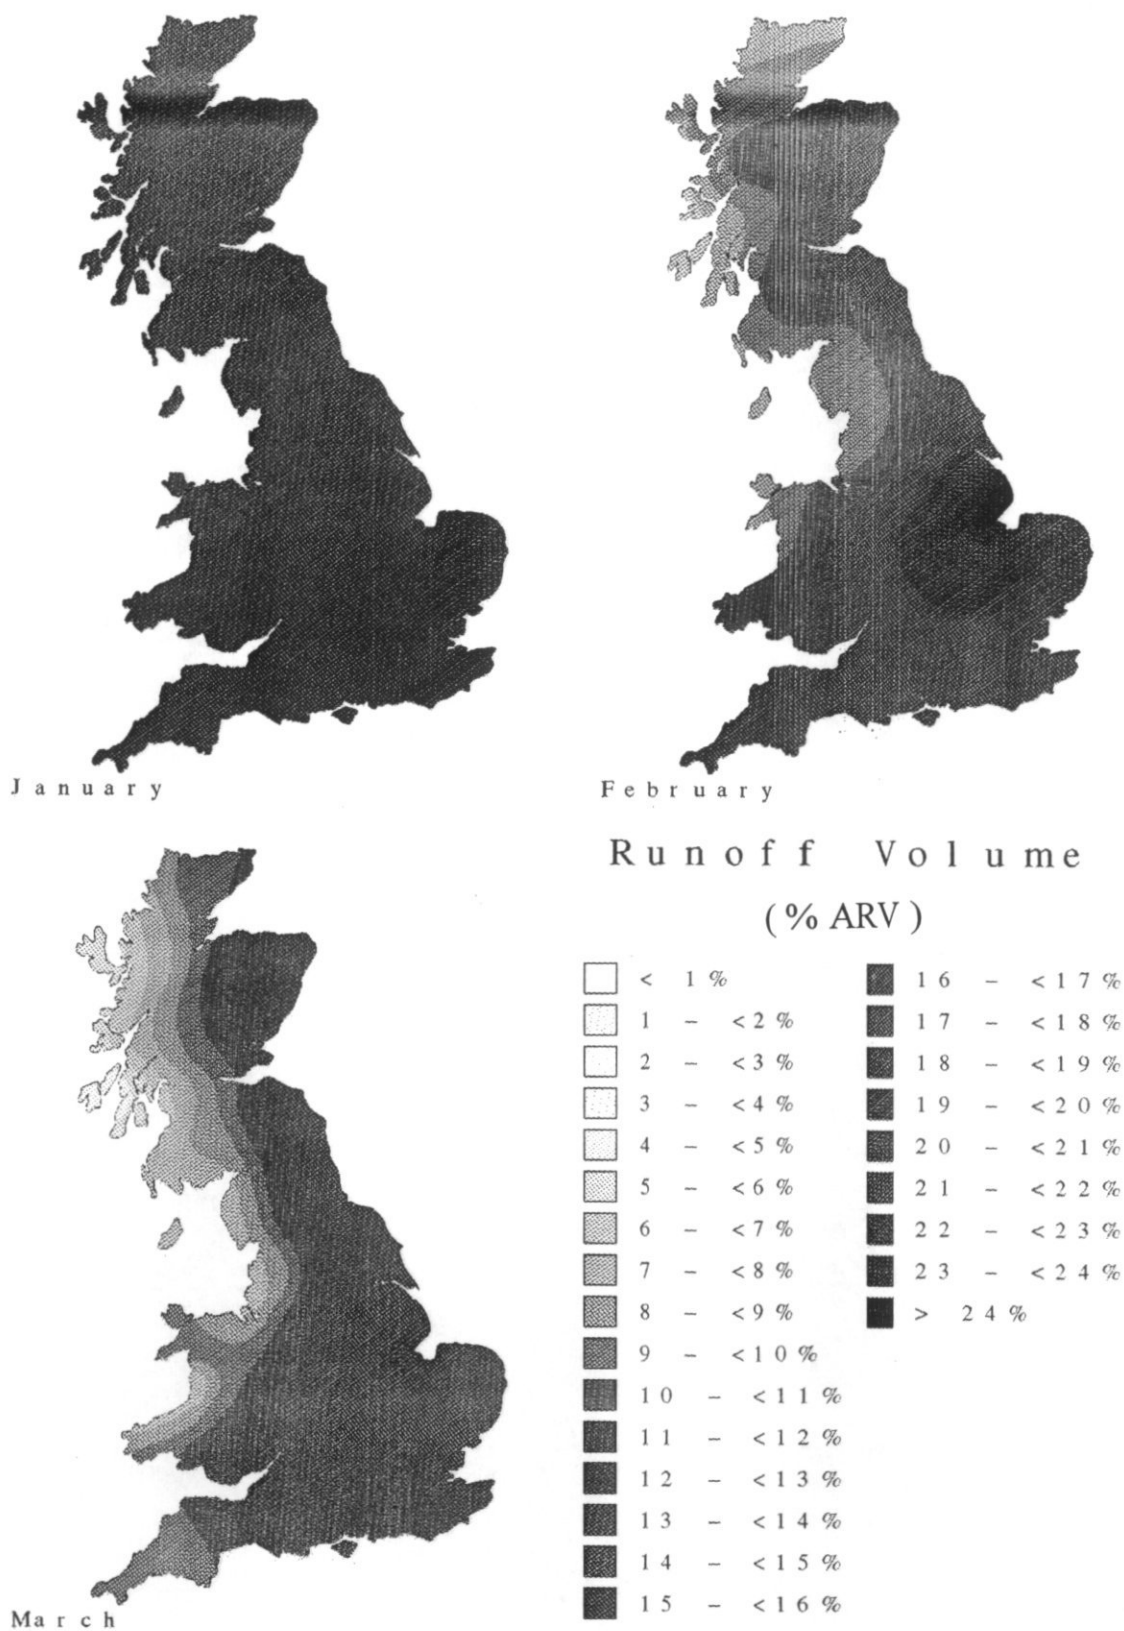 January
February
Runoff Volume
(% ARV)
< 1%
1 – <2%
2 – <3%
3 – <4%
4 – <5%
5 – <6%
6 – <7%
7 – <8%
8 – <9%
9 – <10%
10 – <11%
11 – <12%
12 – <13%
13 – <14%
14 – <15%
15 – <16%
16 – <17%
17 – <18%
18 – <19%
19 – <20%
20 – <21%
21 – <22%
22 – <23%
23 – <24%
> 24%
March